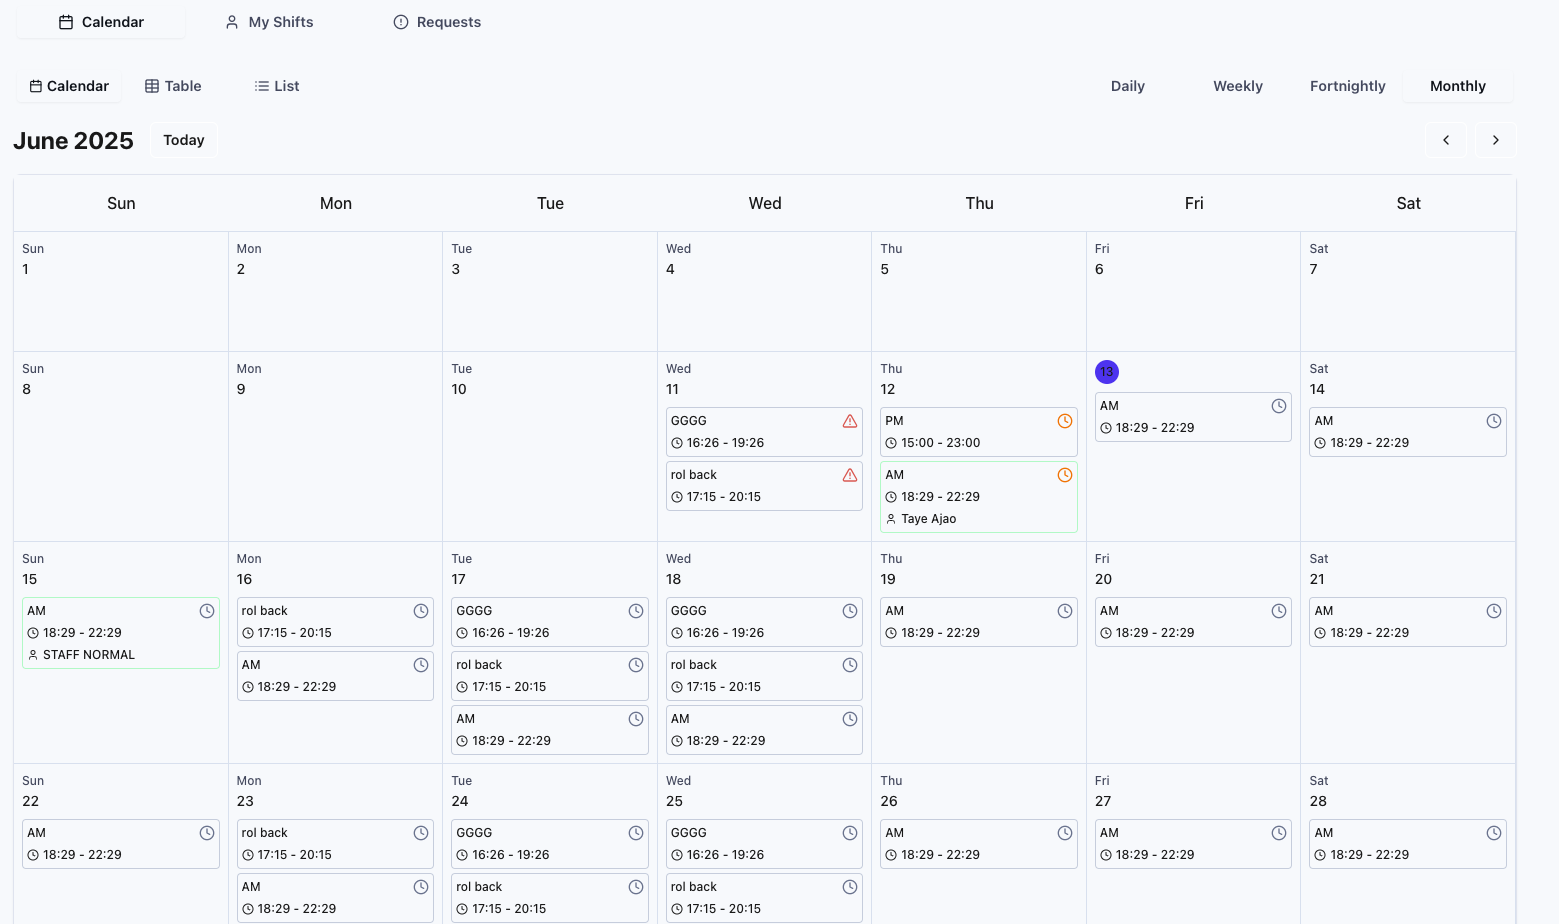 Calendar My Shifts Requests
Calendar Table List Daily Weekly Fortnightly Monthly
June 2025 Today
Sun Mon Tue Wed Thu Fri Sat
Sun
1
Mon
2
Tue
3
Wed
4
Thu
5
Fri
6
Sat
7
Sun
8
Mon
9
Tue
10
Wed
11
GGGG
16:26 - 19:26
rol back
17:15 - 20:15
Thu
12
PM
15:00 - 23:00
AM
18:29 - 22:29
Taye Ajao
13
AM
18:29 - 22:29
Sat
14
AM
18:29 - 22:29
Sun
15
AM
18:29 - 22:29
STAFF NORMAL
Mon
16
rol back
17:15 - 20:15
AM
18:29 - 22:29
Tue
17
GGGG
16:26 - 19:26
rol back
17:15 - 20:15
AM
18:29 - 22:29
Wed
18
GGGG
16:26 - 19:26
rol back
17:15 - 20:15
AM
18:29 - 22:29
Thu
19
AM
18:29 - 22:29
Fri
20
AM
18:29 - 22:29
Sat
21
AM
18:29 - 22:29
Sun
22
AM
18:29 - 22:29
Mon
23
rol back
17:15 - 20:15
AM
18:29 - 22:29
Tue
24
GGGG
16:26 - 19:26
rol back
17:15 - 20:15
Wed
25
GGGG
16:26 - 19:26
rol back
17:15 - 20:15
Thu
26
AM
18:29 - 22:29
Fri
27
AM
18:29 - 22:29
Sat
28
AM
18:29 - 22:29